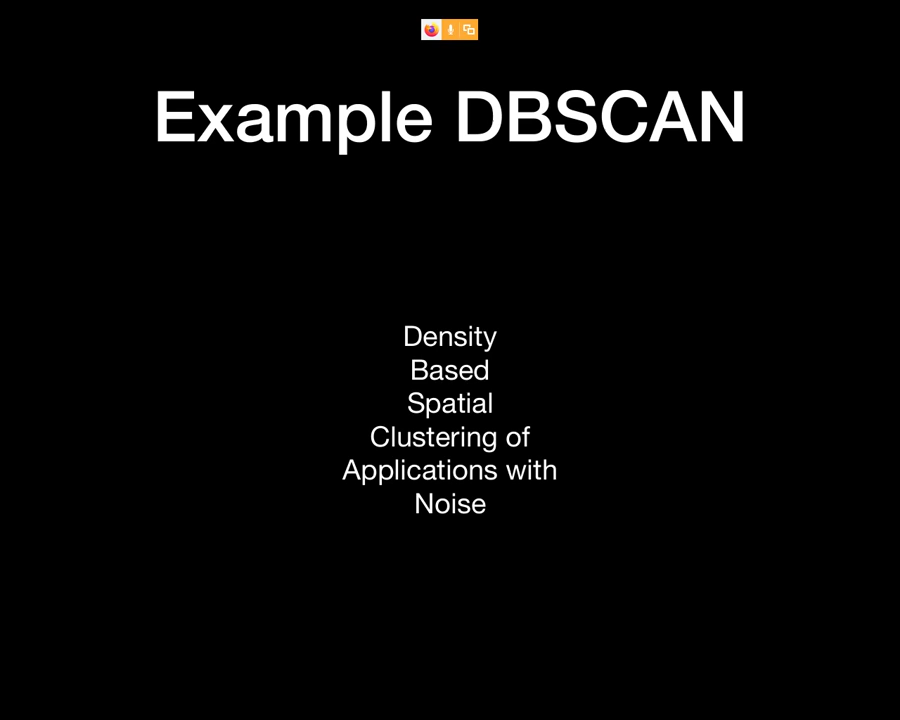 Example DBSCAN
Density
Based
Spatial
Clustering of
Applications with
Noise